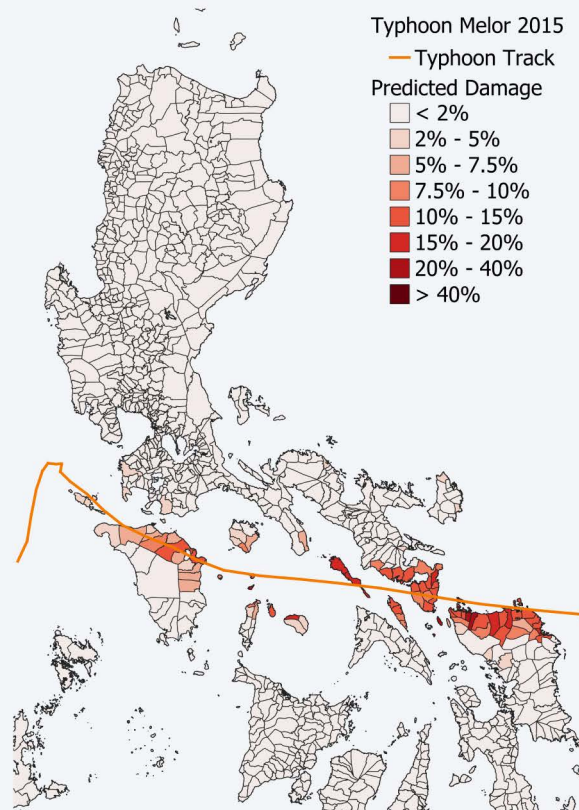 Typhoon Melor 2015
Typhoon Track
Predicted Damage
< 2%
2% - 5%
5% - 7.5%
7.5% - 10%
10% - 15%
15% - 20%
20% - 40%
> 40%